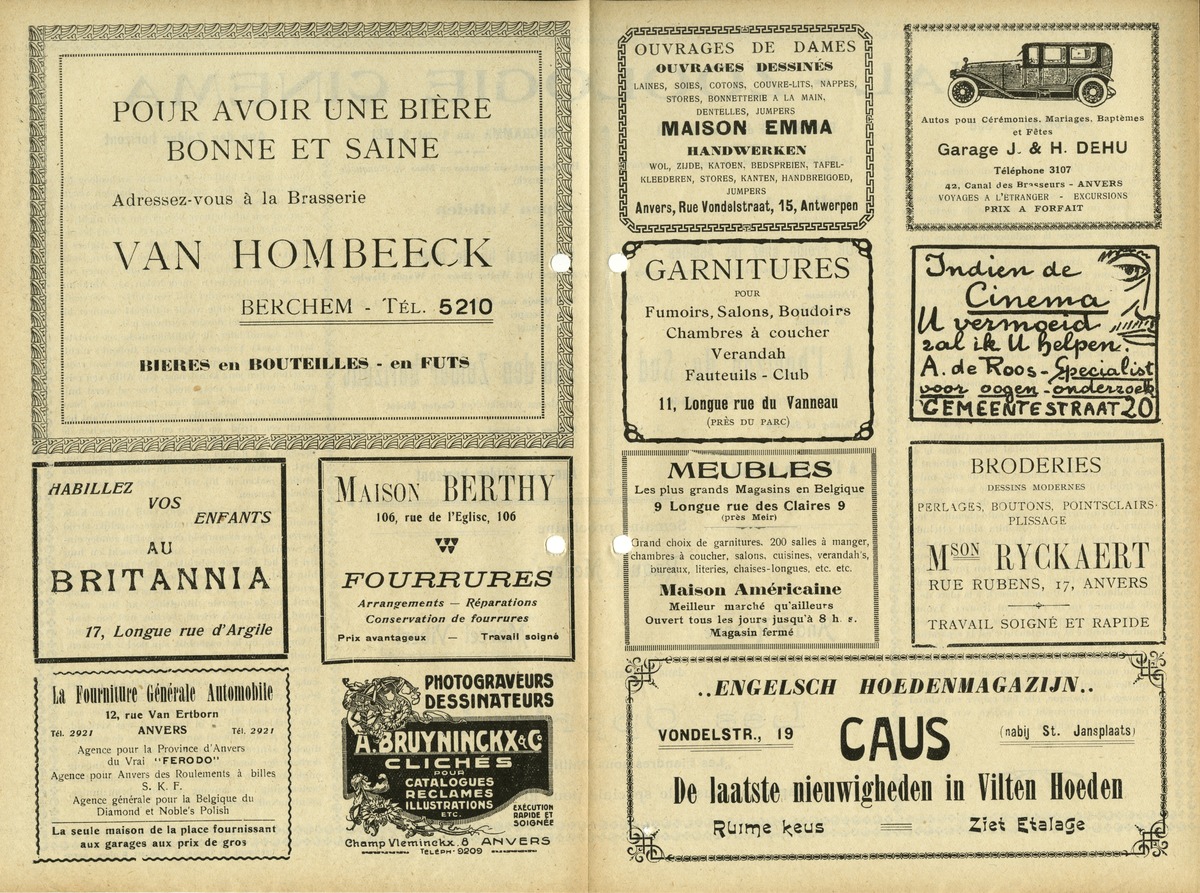 POUR AVOIR UNE BIÈRE
BONNE ET SAINE
Adressez-vous à la Brasserie
VAN HOMBEECK
BERCHEM - TÉL. 5210
BIERES en BOUTEILLES - en FUTS
HABILLEZ
VOS
ENFANTS
AU
BRITANNIA
17, Longue rue d'Argile
MAISON BERTHY
106, rue de l'Eglise, 106
FOURRURES
Arrangements — Réparations
Conservation de fourrures
Prix avantageux — Travail soigné
La Fourniture Générale Automobile
12, rue Van Ertborn
Tél. 2921 ANVERS Tél. 2921
Agence pour la Province d'Anvers
du Vrai "FERODO"
Agence pour Anvers des Roulements à billes
S. K. F.
Agence générale pour la Belgique du
Diamond et Noble's Polish
La seule maison de la place fournissant
aux garages aux prix de gros
PHOTOGRAVEURS
DESSINATEURS
A. BRUYNINCKX & Co
CLICHÉS
POUR
CATALOGUES
RECLAMES
ILLUSTRATIONS
ETC.
EXÉCUTION
RAPIDE ET
SOIGNÉE
Champ Vleminckx. 8 ANVERS
TELEPH. 9209
OUVRAGES DE DAMES
OUVRAGES DESSINÉS
LAINES, SOIES, COTONS, COUVRE-LITS, NAPPES,
STORES, BONNETTERIE A LA MAIN,
DENTELLES, JUMPERS
MAISON EMMA
HANDWERKEN
WOL, ZIJDE, KATOEN, BEDSPREIEN, TAFEL-
KLEEDEREN, STORES, KANTEN, HANDBREIGOED,
JUMPERS
Anvers, Rue Vondelstraat, 15, Antwerpen
Autos pour Cérémonies, Mariages, Baptêmes
et Fêtes
Garage J. & H. DEHU
Téléphone 3107
42, Canal des Brasseurs - ANVERS
VOYAGES A L'ÉTRANGER - EXCURSIONS
PRIX A FORFAIT
GARNITURES
POUR
Fumoirs, Salons, Boudoirs
Chambres à coucher
Verandah
Fauteuils - Club
11, Longue rue du Vanneau
(PRÈS DU PARC)
Indien de
Cinema
U vermoeid
zal ik U helpen.
A. de Roos - Specialist
voor oogen-onderzoek
GEMEENTESTRAAT 20
MEUBLES
Les plus grands Magasins en Belgique
9 Longue rue des Claires 9
(près Meir)
Grand choix de garnitures. 200 salles à manger,
chambres à coucher, salons, cuisines, verandah's,
bureaux, literies, chaises-longues, etc. etc.
Maison Américaine
Meilleur marché qu'ailleurs
Ouvert tous les jours jusqu'à 8 h. s.
Magasin fermé
BRODERIES
DESSINS MODERNES
PERLAGES, BOUTONS, POINTSCLAIRS-
PLISSAGE
MSON RYCKAERT
RUE RUBENS, 17, ANVERS
TRAVAIL SOIGNÉ ET RAPIDE
..ENGELSCH HOEDENMAGAZIJN..
VONDELSTR., 19 CAUS (nabij St. Jansplaats)
De laatste nieuwigheden in Vilten Hoeden
Ruime keus Ziet Etalage